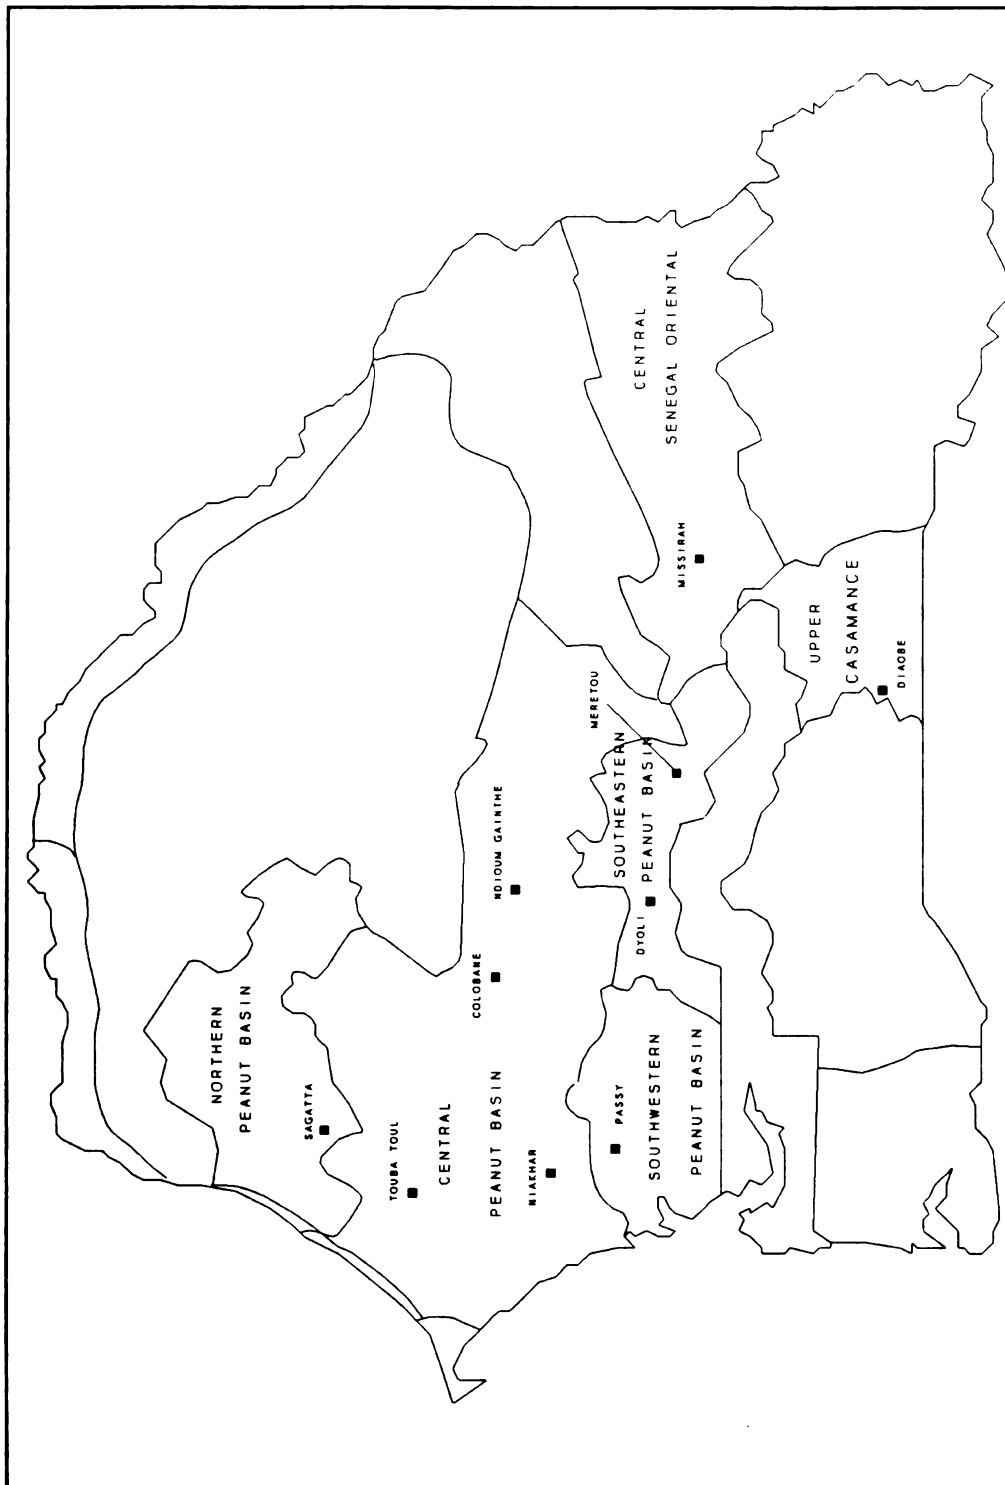 NORTHERN
PEANUT BASIN
SAGATTA
TOUBA TOUL
CENTRAL
PEANUT BASIN
COLOBANE
NDIOUM GAINTHE
NIAKHAR
PASSY
SOUTHWESTERN
PEANUT BASIN
SOUTHEASTERN
PEANUT BASIN
DYOLI
MERETOU
CENTRAL
SENEGAL ORIENTAL
MISSIRAH
UPPER
CASAMANCE
DIAOBE